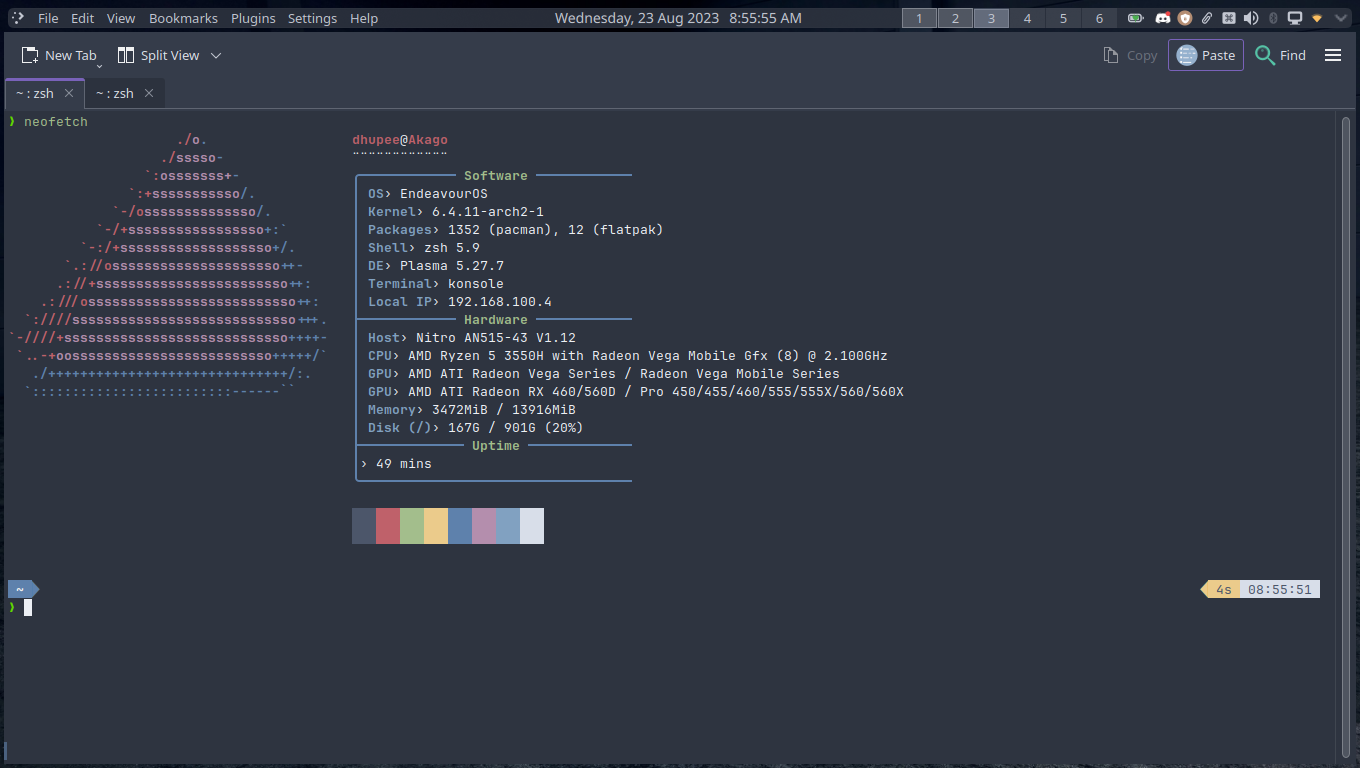 File Edit View Bookmarks Plugins Settings Help Wednesday, 23 Aug 2023 8:55:55 AM 1 2 3 4 5 6
New Tab Split View Copy Paste Find
~ : zsh ~ : zsh
❯ neofetch
./o. dhupee@Akago
./sssso- ------------
`:osssssss+- Software
`:+sssssssssso/. OS› EndeavourOS
`-/ossssssssssssso/. Kernel› 6.4.11-arch2-1
`-/+sssssssssssssssso+:` Packages› 1352 (pacman), 12 (flatpak)
`-:/+sssssssssssssssssso+/. Shell› zsh 5.9
`.://osssssssssssssssssssso++- DE› Plasma 5.27.7
.://+ssssssssssssssssssssssso++: Terminal› konsole
.:///ossssssssssssssssssssssssso++: Local IP› 192.168.100.4
`:////ssssssssssssssssssssssssssso+++. Hardware
`-////+ssssssssssssssssssssssssssso++++- Host› Nitro AN515-43 V1.12
`..-+oosssssssssssssssssssssssso+++++/` CPU› AMD Ryzen 5 3550H with Radeon Vega Mobile Gfx (8) @ 2.100GHz
./++++++++++++++++++++++++++++++/:. GPU› AMD ATI Radeon Vega Series / Radeon Vega Mobile Series
`:::::::::::::::::::::::::------`` GPU› AMD ATI Radeon RX 460/560D / Pro 450/455/460/555/555X/560/560X
Memory› 3472MiB / 13916MiB
Disk (/)› 167G / 901G (20%)
Uptime
› 49 mins
~ 4s 08:55:51
❯